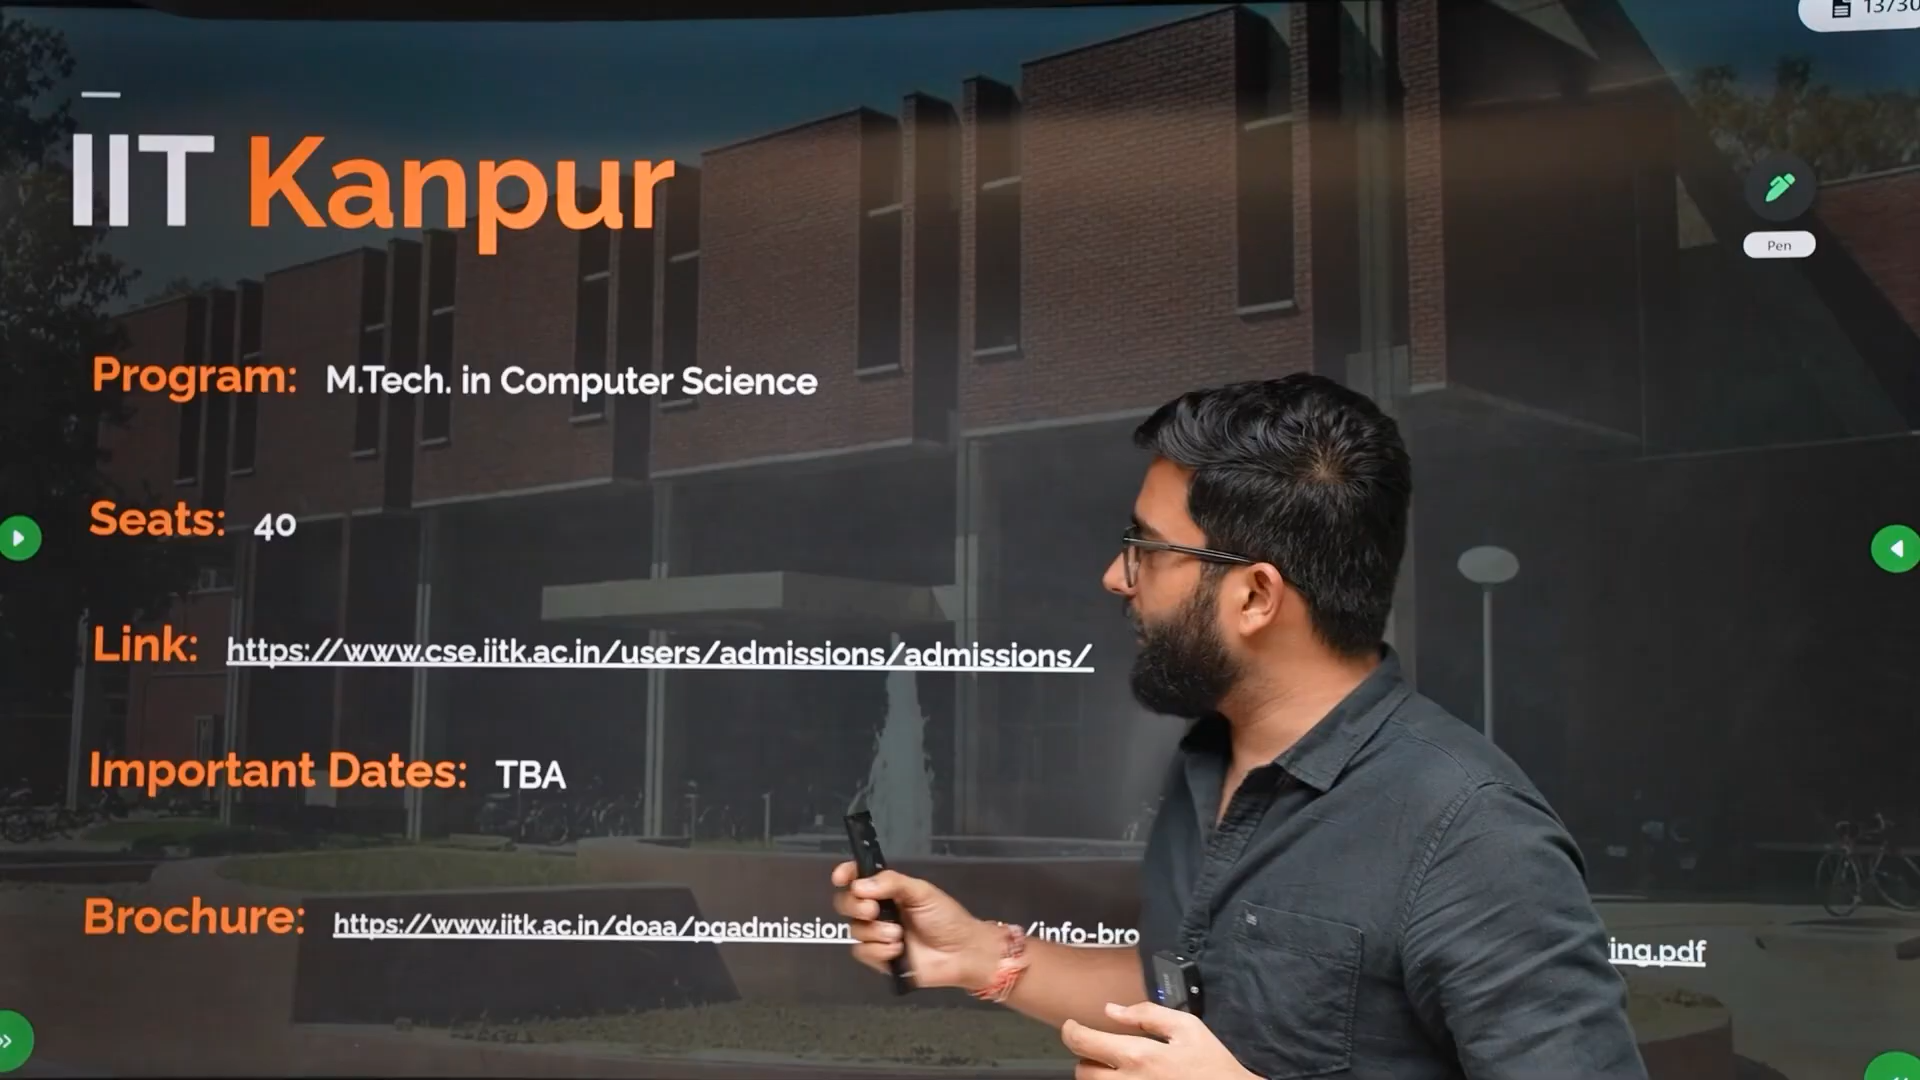 13/30
IIT Kanpur
Pen
Program: M.Tech. in Computer Science
Seats: 40
Link: https://www.cse.iitk.ac.in/users/admissions/admissions/
Important Dates: TBA
Brochure: https://www.iitk.ac.in/doaa/pgadmission /info-bro ing.pdf